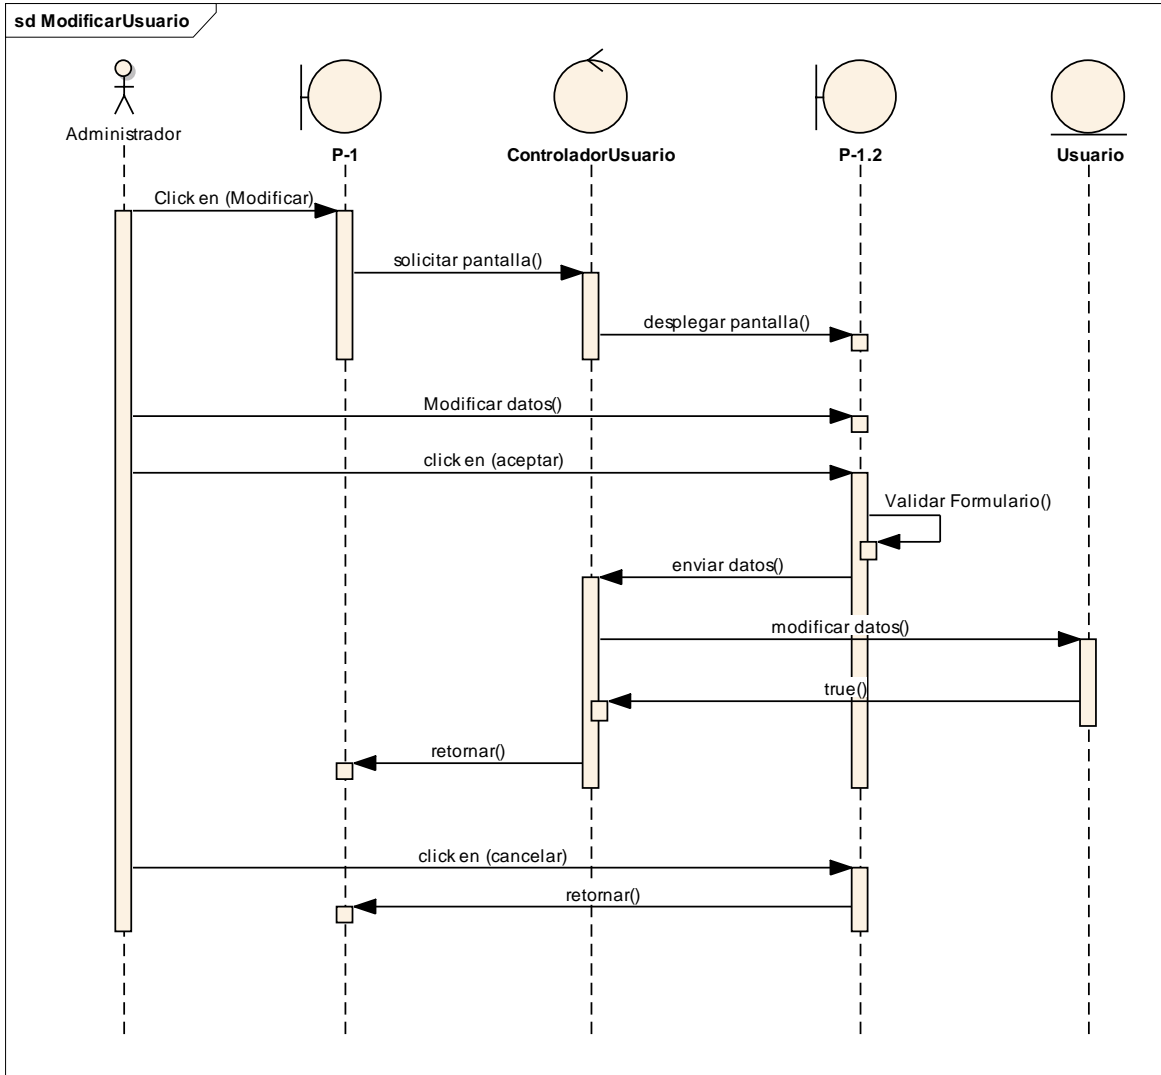 sd ModificarUsuario
Administrador
P-1
ControladorUsuario
P-1.2
Usuario
Click en (Modificar)
solicitar pantalla()
desplegar pantalla()
Modificar datos()
click en (aceptar)
Validar Formulario()
enviar datos()
modificar datos()
true()
retornar()
click en (cancelar)
retornar()